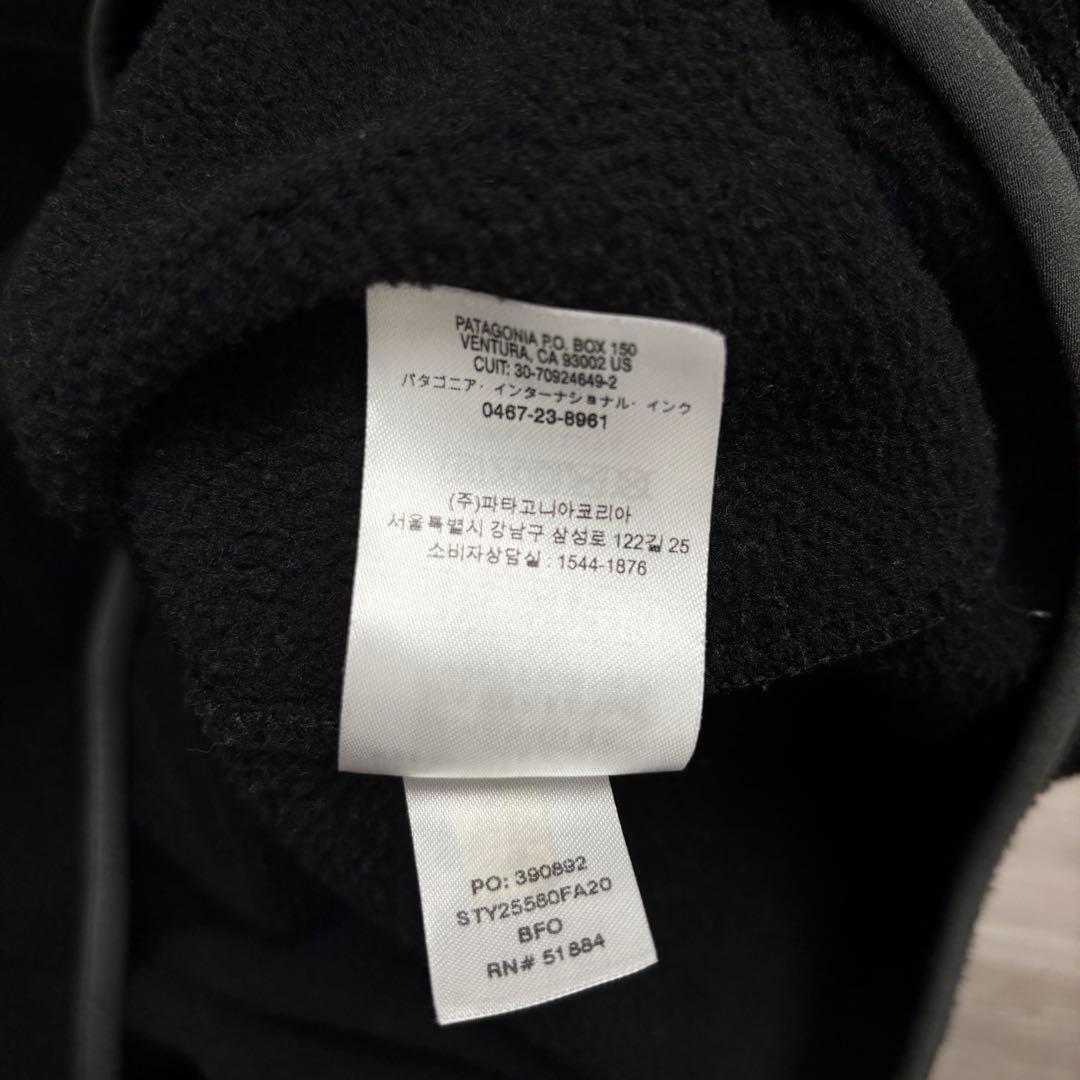 PATAGONIA P.O. BOX 150
VENTURA, CA 93002 US
CUIT: 30-70924649-2
パタゴニア・インターナショナル・インク
0467-23-8961
(주)파타고니아코리아
서울특별시 강남구 삼성로 122길 25
소비자상담실 : 1544-1876
PO: 390892
STY25580FA20
BFO
RN# 51884